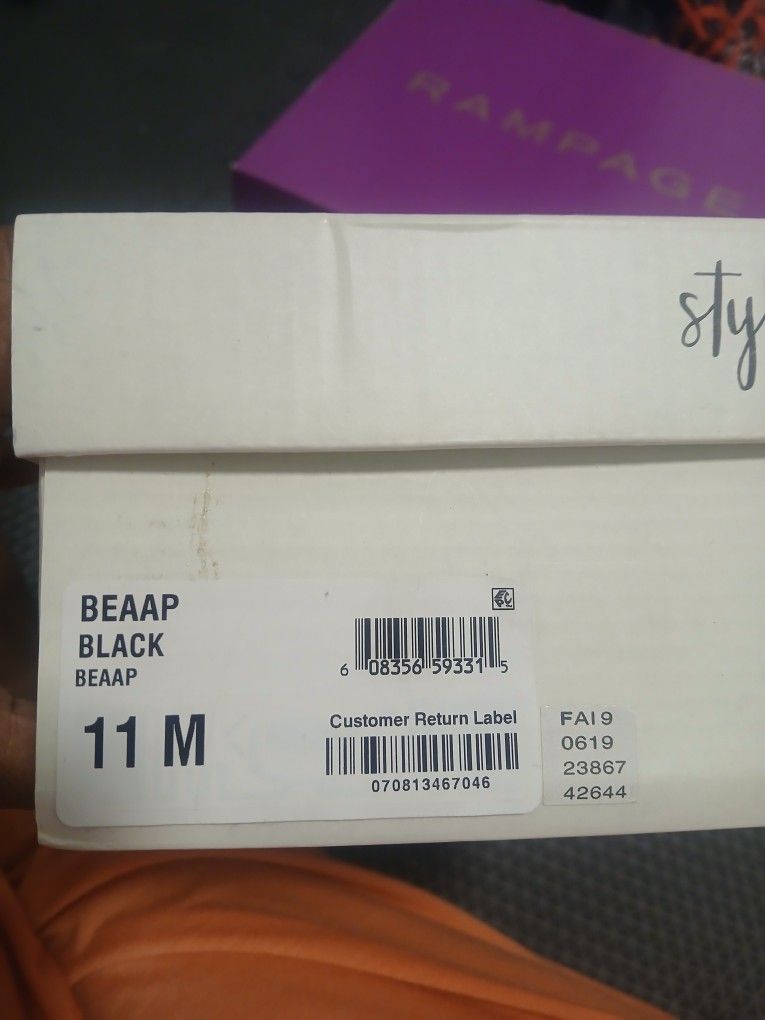 RAMPAGE
sty
BEAAP
BLACK
BEAAP
11 M
6 08356 59331 5
Customer Return Label
070813467046
FAI9
0619
23867
42644